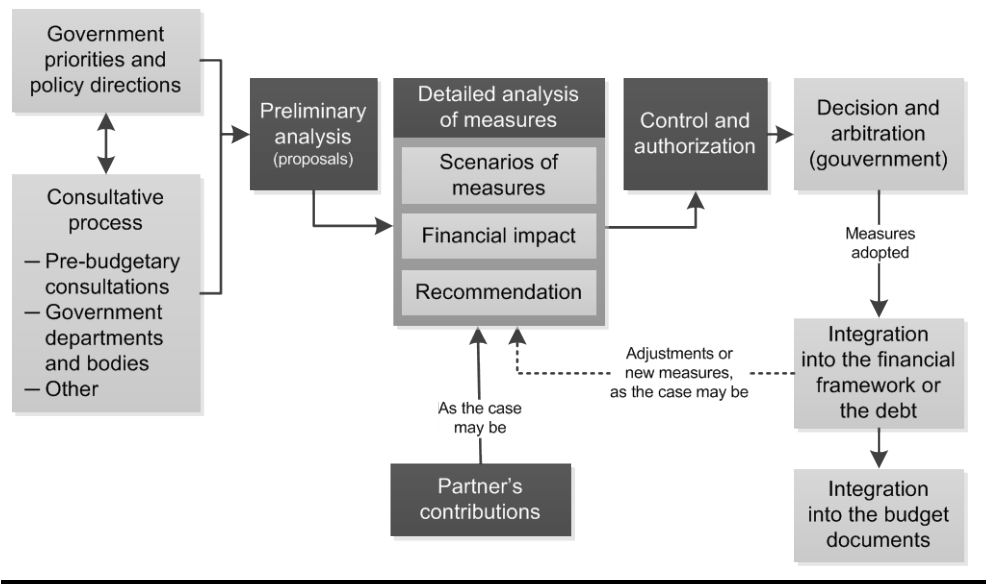 Government
priorities and
policy directions
Consultative
process
— Pre-budgetary
consultations
— Government
departments
and bodies
— Other
Preliminary
analysis
(proposals)
Detailed analysis
of measures
Scenarios of
measures
Financial impact
Recommendation
Control and
authorization
Decision and
arbitration
(gouvernment)
Measures
adopted
Integration
into the financial
framework or
the debt
Adjustments or
new measures,
as the case may be
As the case
may be
Partner's
contributions
Integration
into the budget
documents